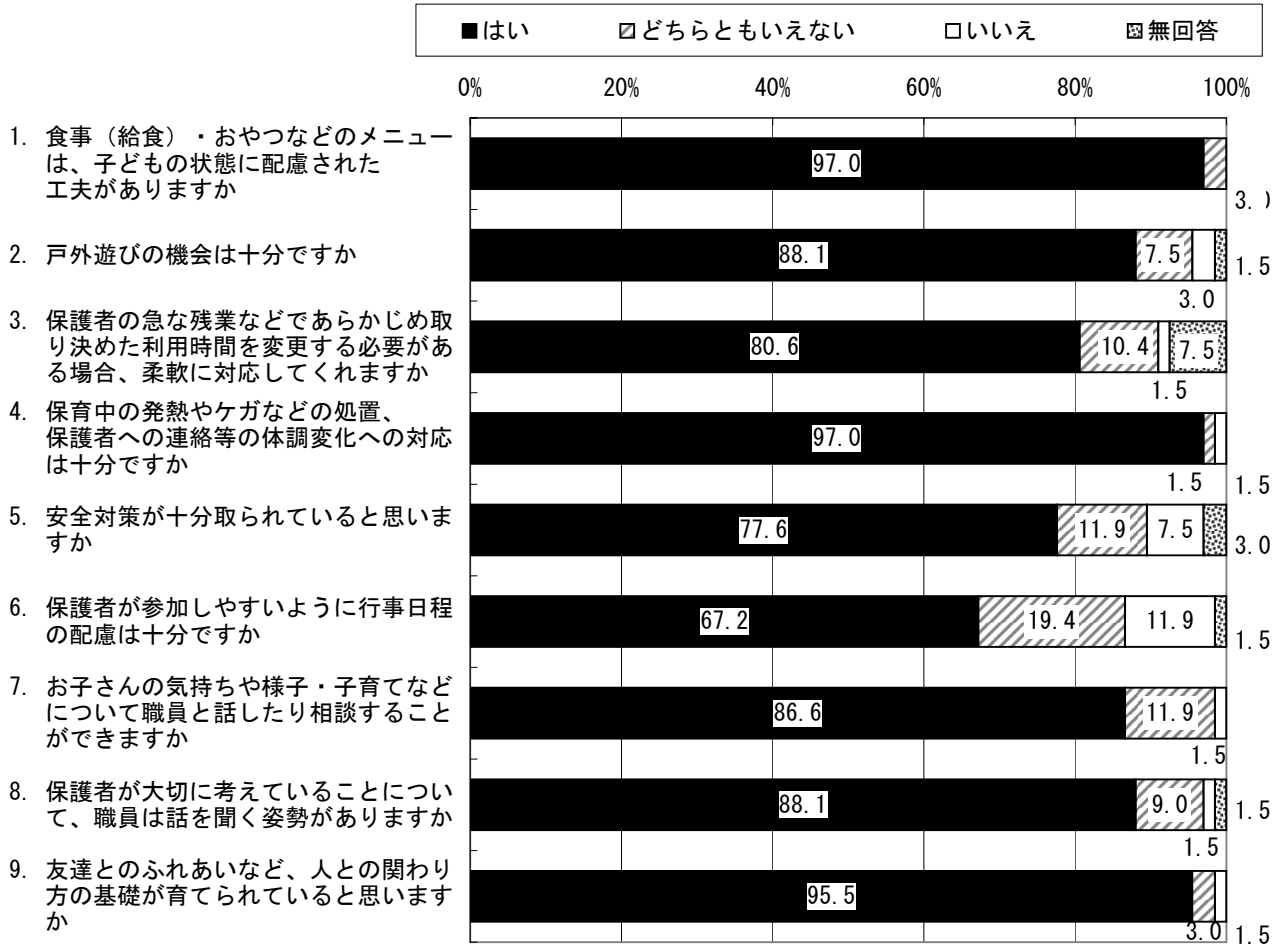 ■はい　どちらともいえない　□いいえ　無回答
0%　20%　40%　60%　80%　100%
1. 食事（給食）・おやつなどのメニュー
は、子どもの状態に配慮された
工夫がありますか
97.0
2. 戸外遊びの機会は十分ですか
88.1　7.5　3.0　1.5
3. 保護者の急な残業などであらかじめ取
り決めた利用時間を変更する必要があ
る場合、柔軟に対応してくれますか
80.6　10.4　1.5　7.5
4. 保育中の発熱やケガなどの処置、
保護者への連絡等の体調変化への対応
は十分ですか
97.0　1.5　1.5
5. 安全対策が十分取られていると思いま
すか
77.6　11.9　7.5　3.0
6. 保護者が参加しやすいように行事日程
の配慮は十分ですか
67.2　19.4　11.9　1.5
7. お子さんの気持ちや様子・子育てなど
について職員と話したり相談すること
ができますか
86.6　11.9　1.5
8. 保護者が大切に考えていることについ
て、職員は話を聞く姿勢がありますか
88.1　9.0　1.5　1.5
9. 友達とのふれあいなど、人との関わり
方の基礎が育てられていると思います
か
95.5　3.0　1.5